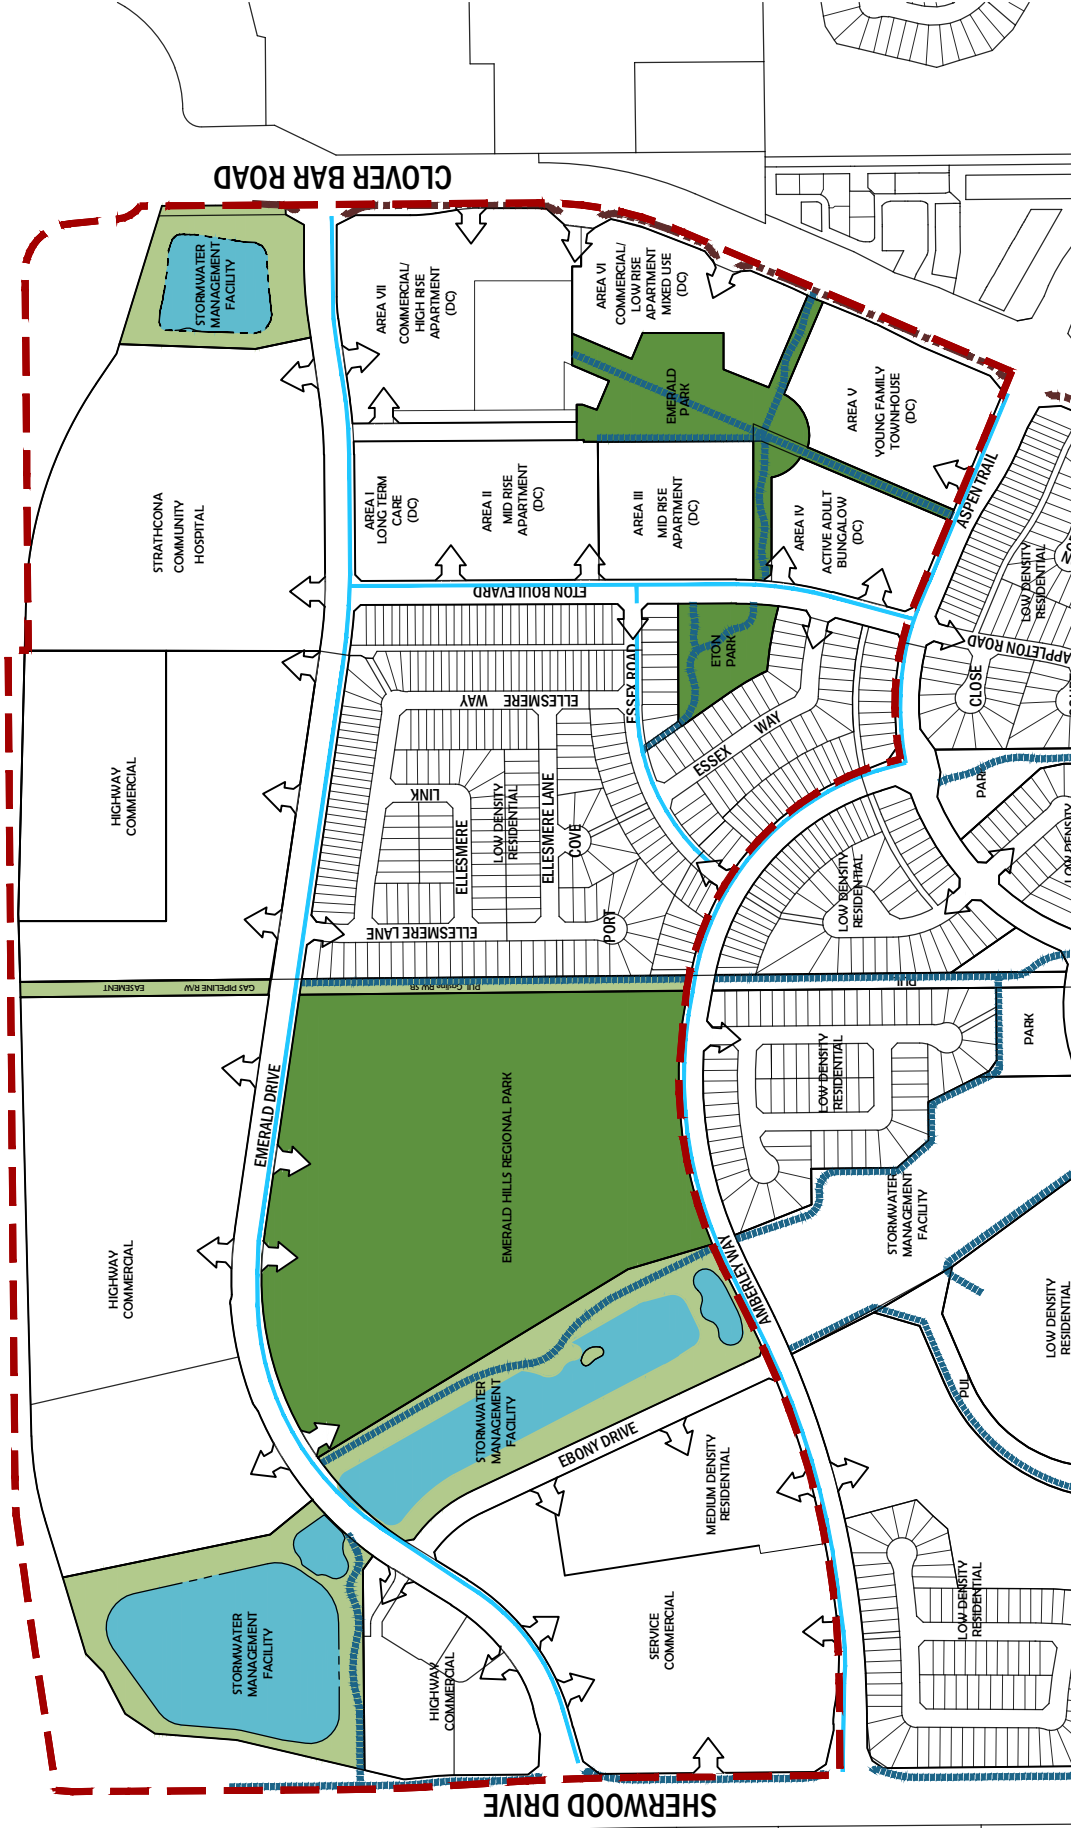 CLOVER BAR ROAD
STORMWATER
MANAGEMENT
FACILITY
AREA VII
COMMERCIAL/
HIGH RISE
APARTMENT
(DC)
AREA VI
COMMERCIAL/
LOW RISE
APARTMENT
MIXED USE
(DC)
EMERALD
PARK
AREA V
YOUNG FAMILY
TOWNHOUSE
(DC)
ASPEN TRAIL
STRATHCONA
COMMUNITY
HOSPITAL
AREA I
LONG TERM
CARE
(DC)
AREA II
MID RISE
APARTMENT
(DC)
AREA III
MID RISE
APARTMENT
(DC)
AREA IV
ACTIVE ADULT
BUNGALOW
(DC)
LOW DENSITY
RESIDENTIAL
ETON BOULEVARD
APPLETON ROAD
ETON
PARK
ESSEX ROAD
CLOSE
ELLESMERE WAY
ESSEX WAY
HIGHWAY
COMMERCIAL
LINK
ELLESMERE
LOW DENSITY
RESIDENTIAL
ELLESMERE LANE
COVE
PARK
LOW DENSITY
LOW DENSITY
RESIDENTIAL
ELLESMERE LANE
PORT
GAS PIPELINE R/W
EASEMENT
PUL
PUL
EMERALD DRIVE
EMERALD HILLS REGIONAL PARK
LOW DENSITY
RESIDENTIAL
PARK
STORMWATER
MANAGEMENT
FACILITY
HIGHWAY
COMMERCIAL
AMBERLEY WAY
LOW DENSITY
RESIDENTIAL
PUL
STORMWATER
MANAGEMENT
FACILITY
EBONY DRIVE
MEDIUM DENSITY
RESIDENTIAL
STORMWATER
MANAGEMENT
FACILITY
HIGHWAY
COMMERCIAL
SERVICE
COMMERCIAL
LOW DENSITY
RESIDENTIAL
SHERWOOD DRIVE